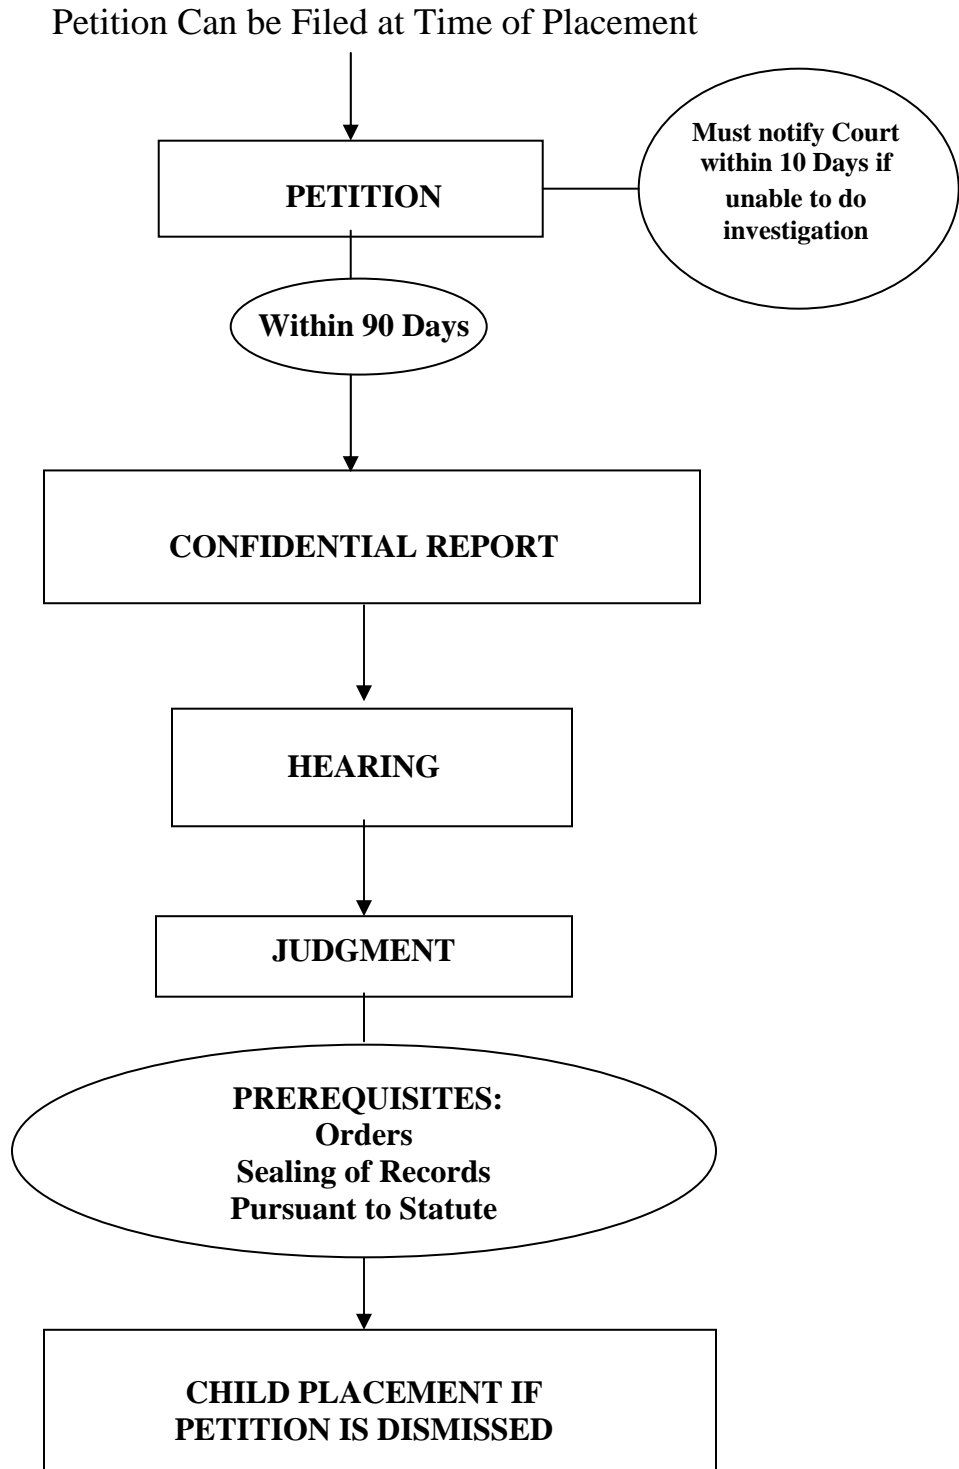 Petition Can be Filed at Time of Placement
PETITION
Must notify Court
within 10 Days if
unable to do
investigation
Within 90 Days
CONFIDENTIAL REPORT
HEARING
JUDGMENT
PREREQUISITES:
Orders
Sealing of Records
Pursuant to Statute
CHILD PLACEMENT IF
PETITION IS DISMISSED